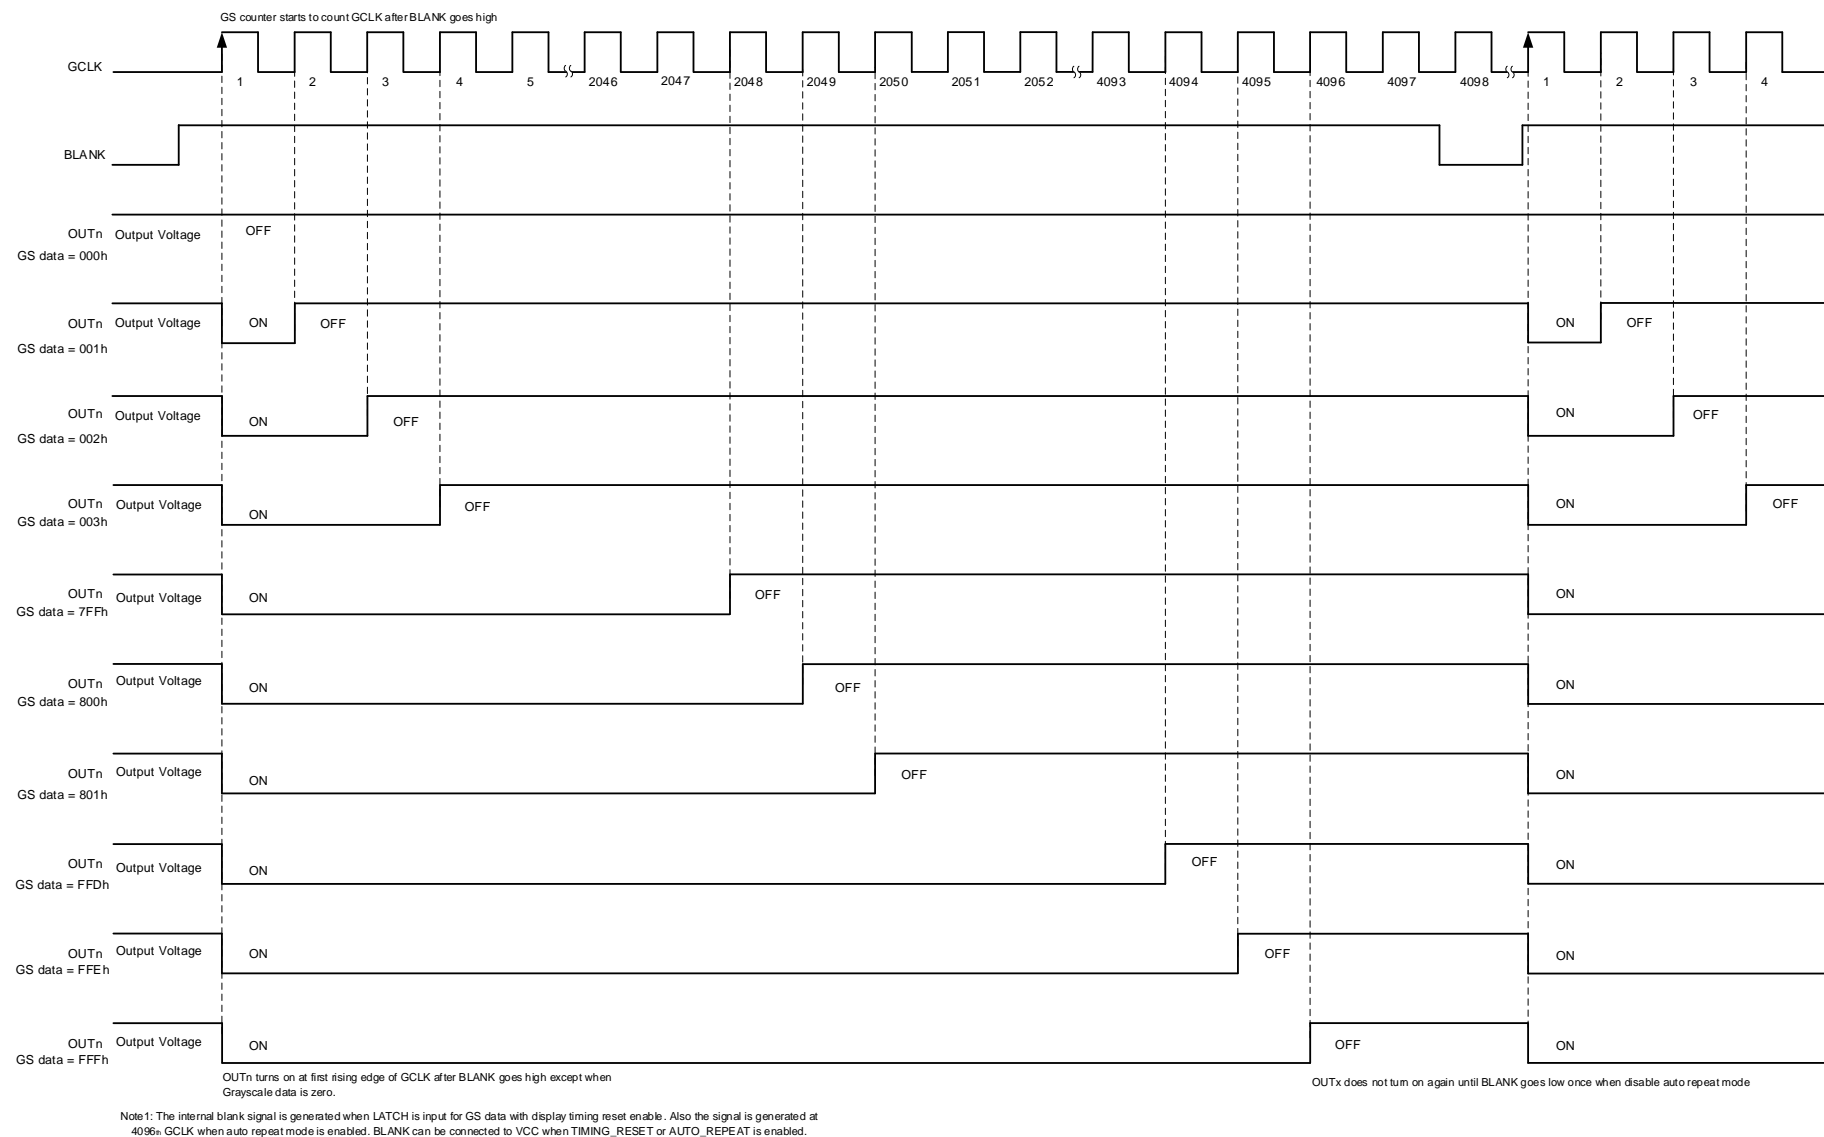 GS counter starts to count GCLK after BLANK goes high
GCLK
1 2 3 4 5 2046 2047 2048 2049 2050 2051 2052 4093 4094 4095 4096 4097 4098 1 2 3 4
BLANK
OUTn Output Voltage OFF
GS data = 000h
OUTn Output Voltage ON OFF ON OFF
GS data = 001h
OUTn Output Voltage ON OFF ON OFF
GS data = 002h
OUTn Output Voltage ON OFF ON OFF
GS data = 003h
OUTn Output Voltage ON OFF ON
GS data = 7FFh
OUTn Output Voltage ON OFF ON
GS data = 800h
OUTn Output Voltage ON OFF ON
GS data = 801h
OUTn Output Voltage ON OFF ON
GS data = FFDh
OUTn Output Voltage ON OFF ON
GS data = FFEh
OUTn Output Voltage ON OFF ON
GS data = FFFh
OUTn turns on at first rising edge of GCLK after BLANK goes high except when
Grayscale data is zero.
OUTx does not turn on again until BLANK goes low once when disable auto repeat mode
Note1: The internal blank signal is generated when LATCH is input for GS data with display timing reset enable. Also the signal is generated at
4096th GCLK when auto repeat mode is enabled. BLANK can be connected to VCC when TIMING_RESET or AUTO_REPEAT is enabled.